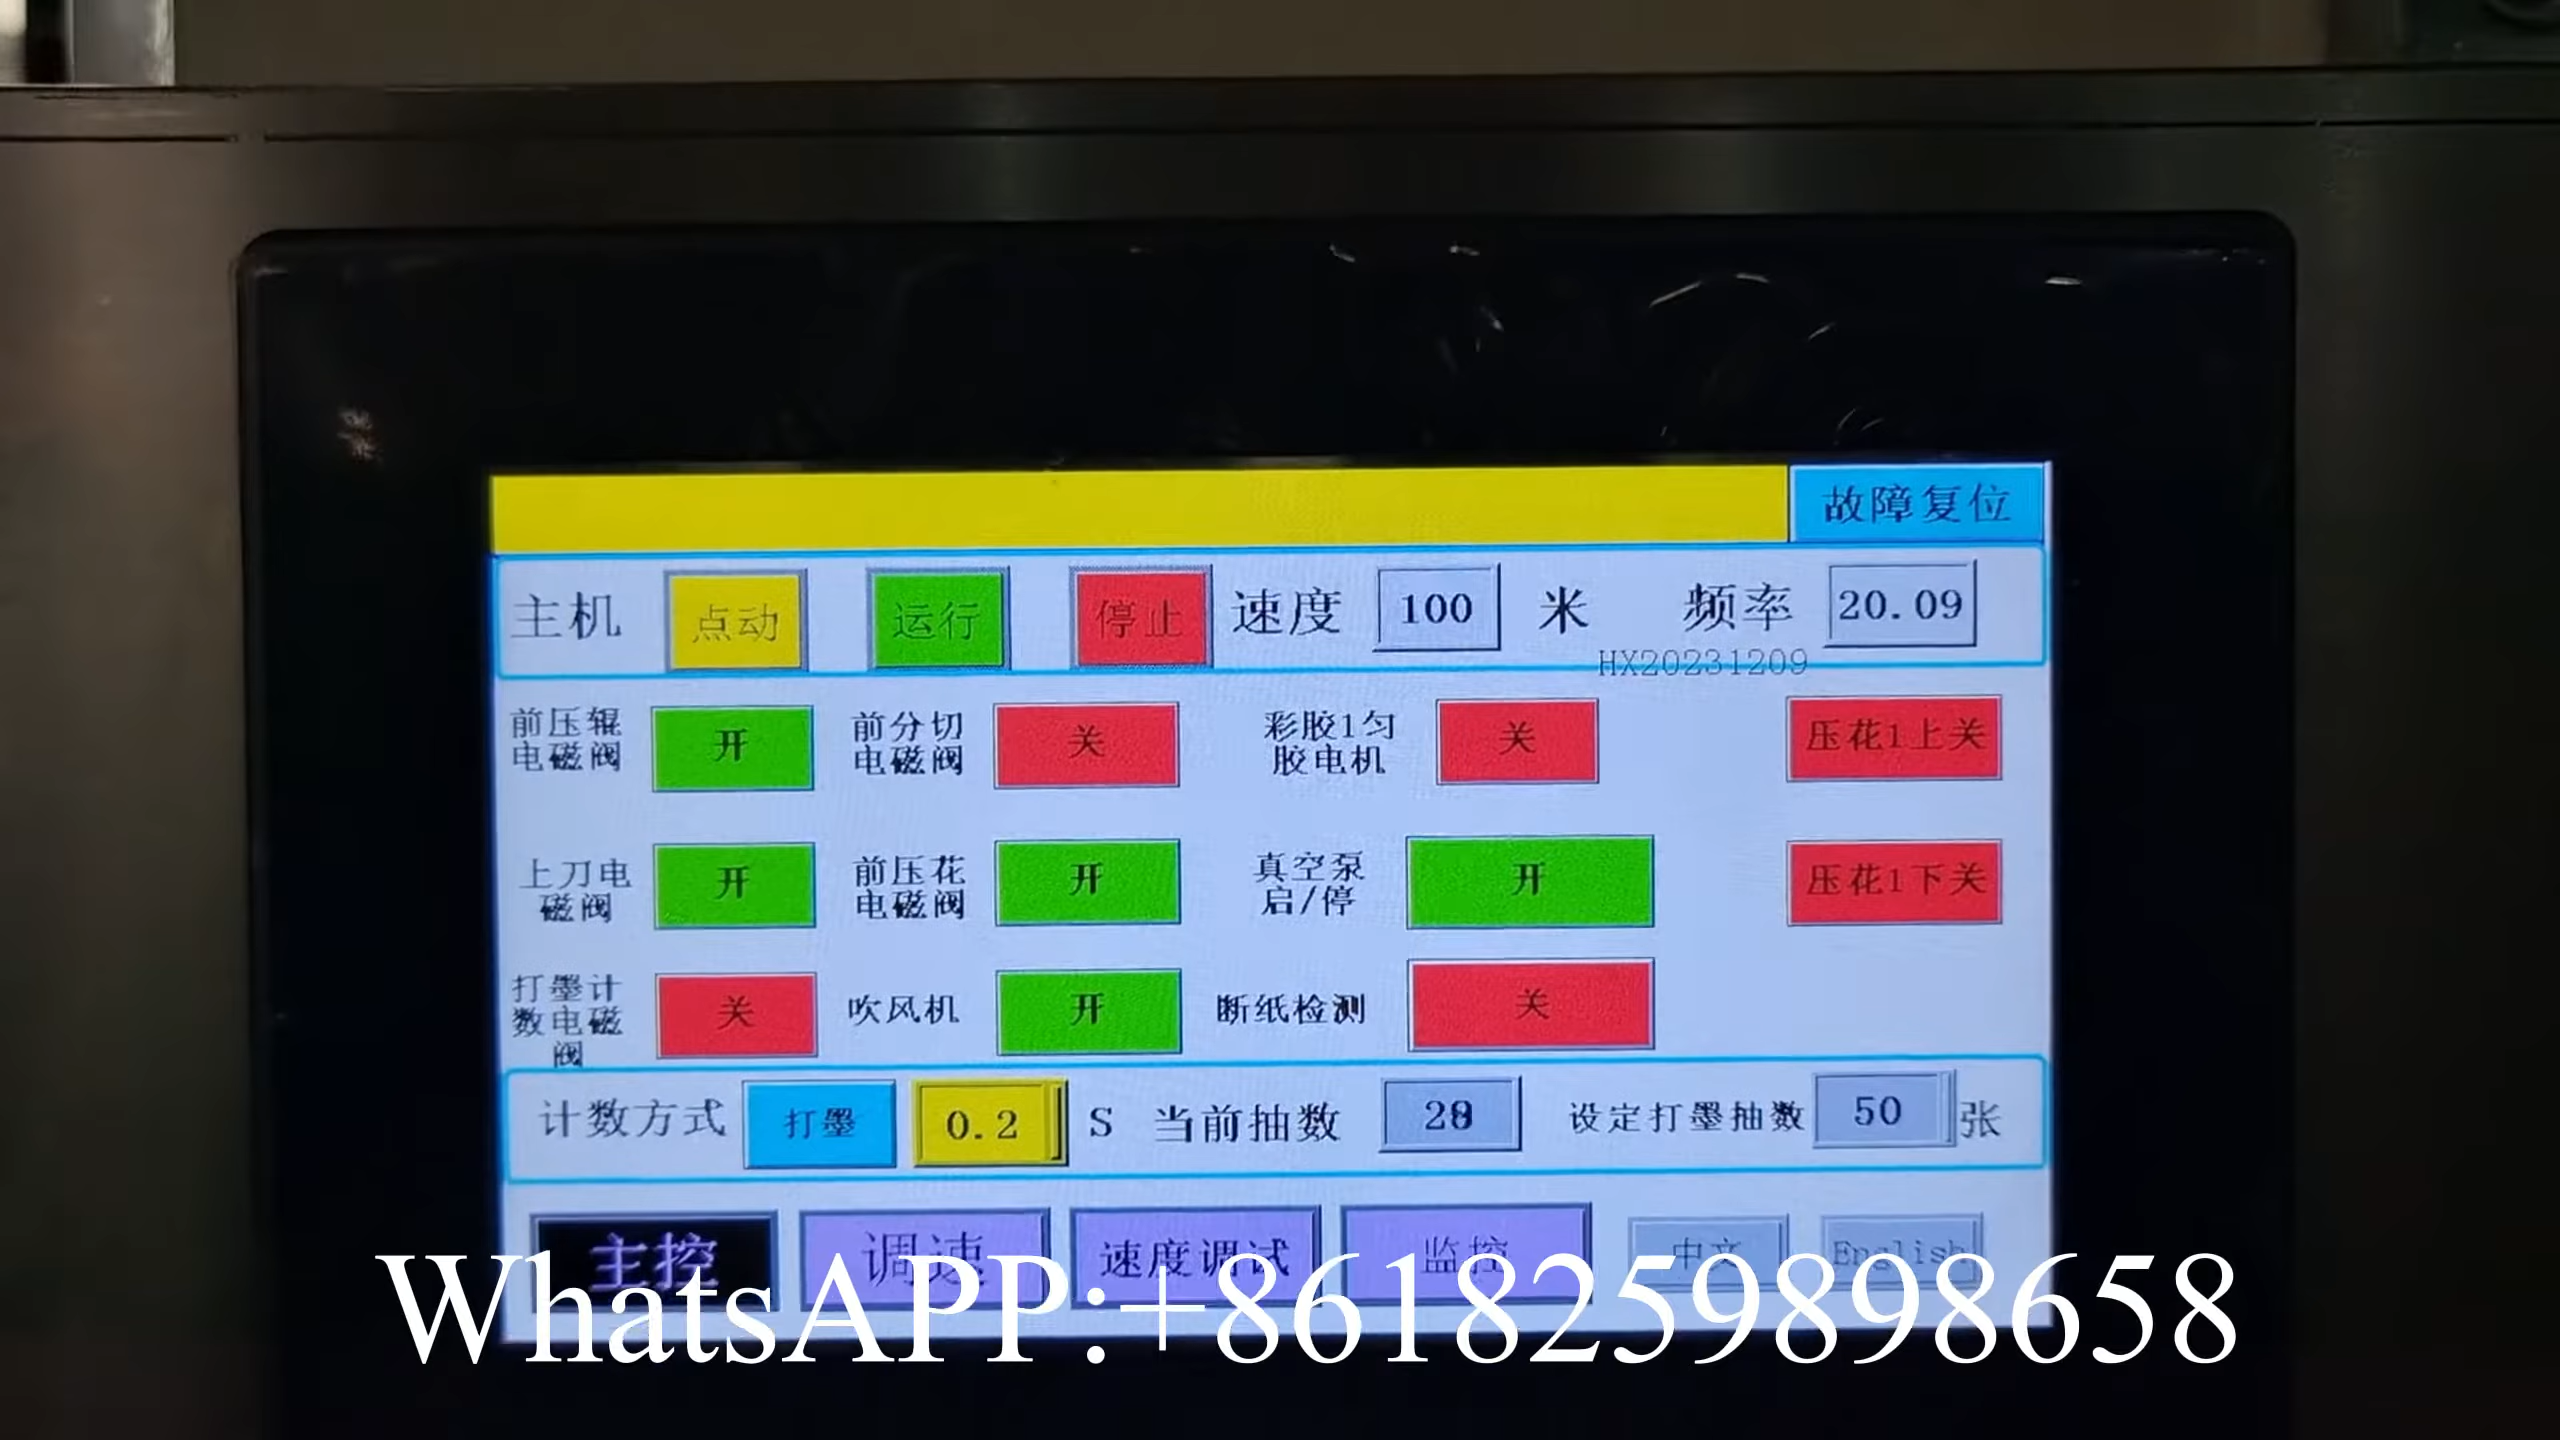 故障复位
主机 点动 运行 停止 速度 100 米 频率 20.09
HX20231209
前压辊
电磁阀
开
前分切
电磁阀
关
彩胶1匀
胶电机
关
压花1上关
上刀电
磁阀
开
前压花
电磁阀
开
真空泵
启/停
开
压花1下关
打墨计
数电磁
阀
关
吹风机 开
断纸检测 关
计数方式 打墨 0.2 S 当前抽数 设定打墨抽数 50 张
主控 调速 速度调试 监控 中文 English
WhatsAPP:+8618259898658